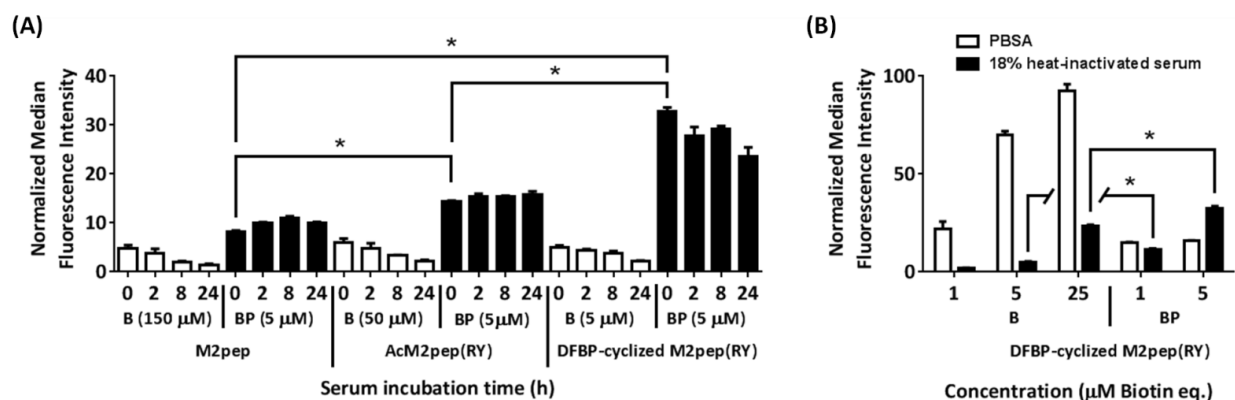 (A)
*
*
*
Normalized Median
Fluorescence Intensity
40
30
20
10
0
0 2 8 24 0 2 8 24 0 2 8 24 0 2 8 24 0 2 8 24 0 2 8 24
B (150 µM) BP (5 µM) B (50 µM) BP (5µM) B (5 µM) BP (5 µM)
M2pep AcM2pep(RY) DFBP-cyclized M2pep(RY)
Serum incubation time (h)
(B)
PBSA
18% heat-inactivated serum
*
*
Normalized Median
Fluorescence Intensity
100
50
0
1 5 25 1 5
B BP
DFBP-cyclized M2pep(RY)
Concentration (µM Biotin eq.)